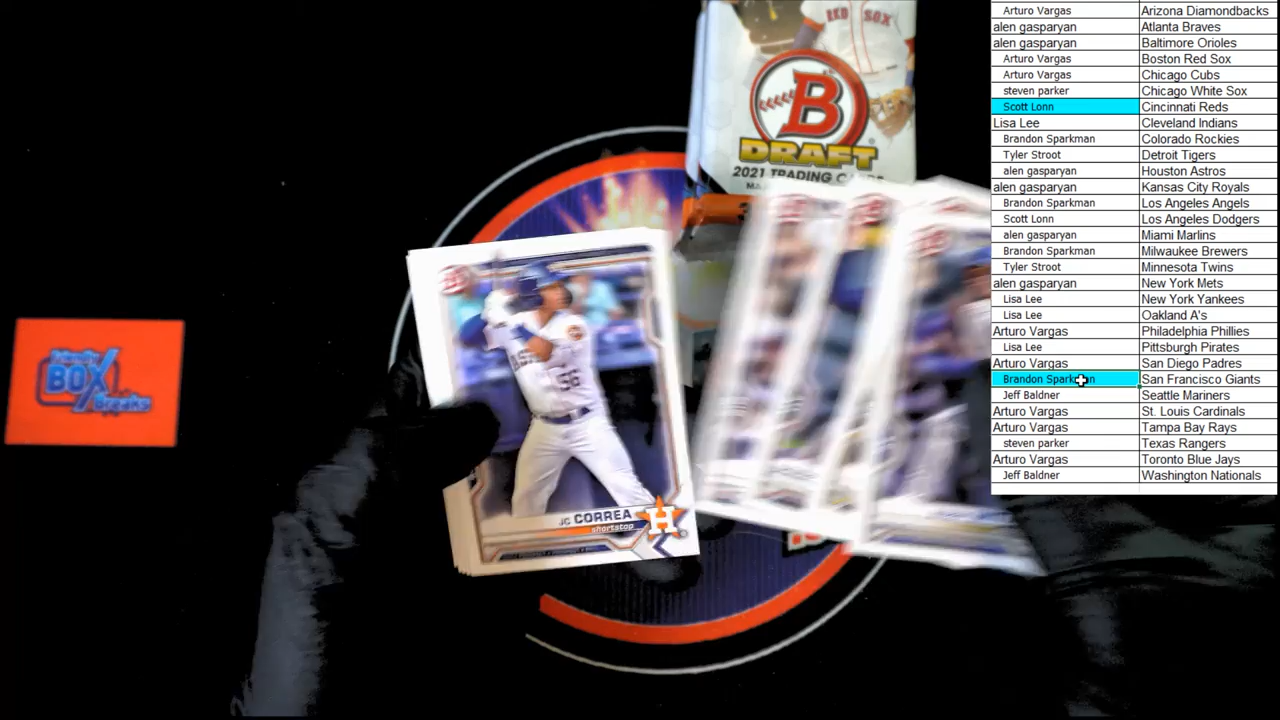 Arturo Vargas Arizona Diamondbacks
alen gasparyan Atlanta Braves
alen gasparyan Baltimore Orioles
Arturo Vargas Boston Red Sox
Arturo Vargas Chicago Cubs
steven parker Chicago White Sox
Scott Lonn Cincinnati Reds
Lisa Lee Cleveland Indians
Brandon Sparkman Colorado Rockies
Tyler Stroot Detroit Tigers
alen gasparyan Houston Astros
alen gasparyan Kansas City Royals
Brandon Sparkman Los Angeles Angels
Scott Lonn Los Angeles Dodgers
alen gasparyan Miami Marlins
Brandon Sparkman Milwaukee Brewers
Tyler Stroot Minnesota Twins
alen gasparyan New York Mets
Lisa Lee New York Yankees
Lisa Lee Oakland A's
Arturo Vargas Philadelphia Phillies
Lisa Lee Pittsburgh Pirates
Arturo Vargas San Diego Padres
Brandon Sparkman San Francisco Giants
Jeff Baldner Seattle Mariners
Arturo Vargas St. Louis Cardinals
Arturo Vargas Tampa Bay Rays
steven parker Texas Rangers
Arturo Vargas Toronto Blue Jays
Jeff Baldner Washington Nationals
RED SOX
B
DRAFT
2021 TRADING CARDS
56
JC CORREA
shortstop
H
Friendly
BOX
Breaks